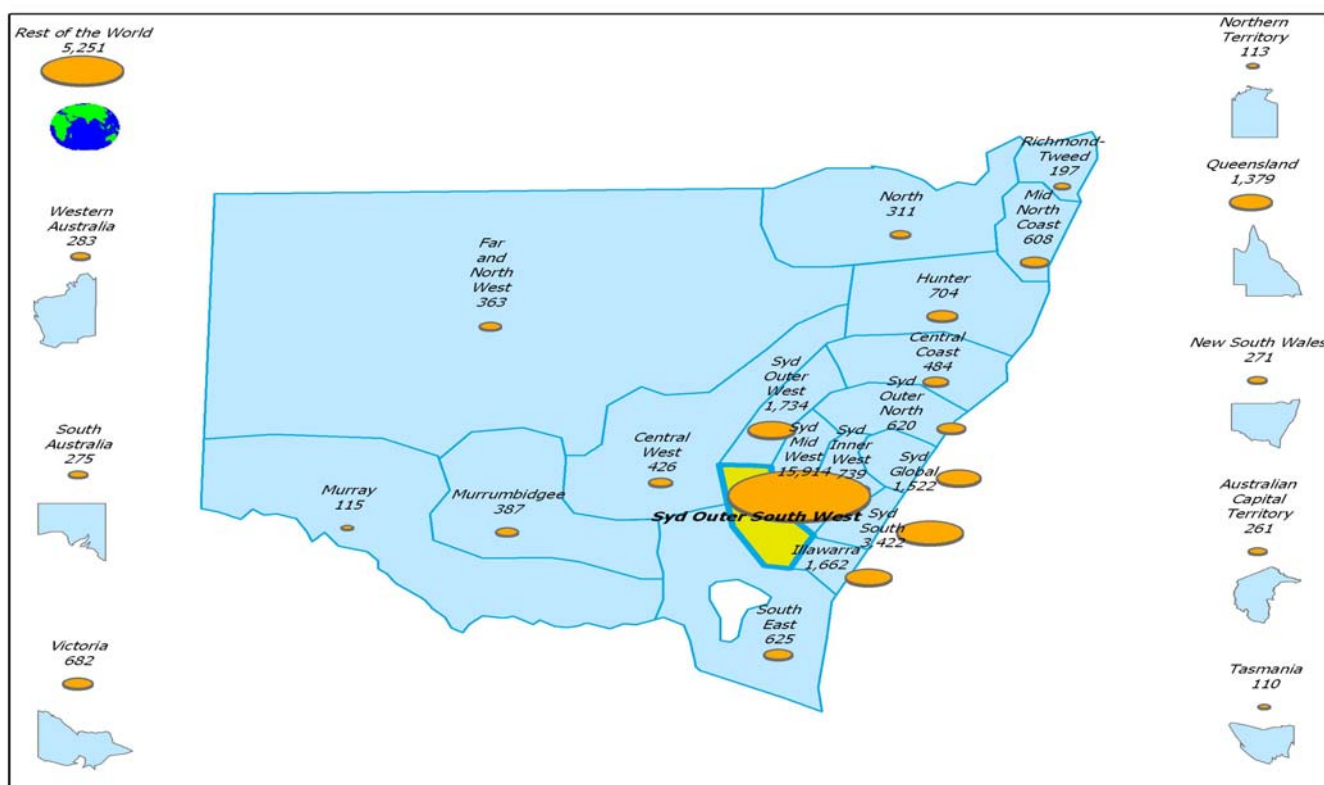 Rest of the World
5,251
Western
Australia
283
South
Australia
275
Victoria
682
Far
and
North
West
363
Murray
115
Murrumbidgee
387
Central
West
426
North
311
Richmond-
Tweed
197
Mid
North
Coast
608
Hunter
704
Central
Coast
484
Syd
Outer
West
1,734
Syd
Outer
North
620
Syd
Mid
West
15,914
Syd
Inner
West
739
Syd
Global
1,522
Syd Outer South West
Syd
South
3,422
Illawarra
1,662
South
East
625
Northern
Territory
113
Queensland
1,379
New South Wales
271
Australian
Capital
Territory
261
Tasmania
110